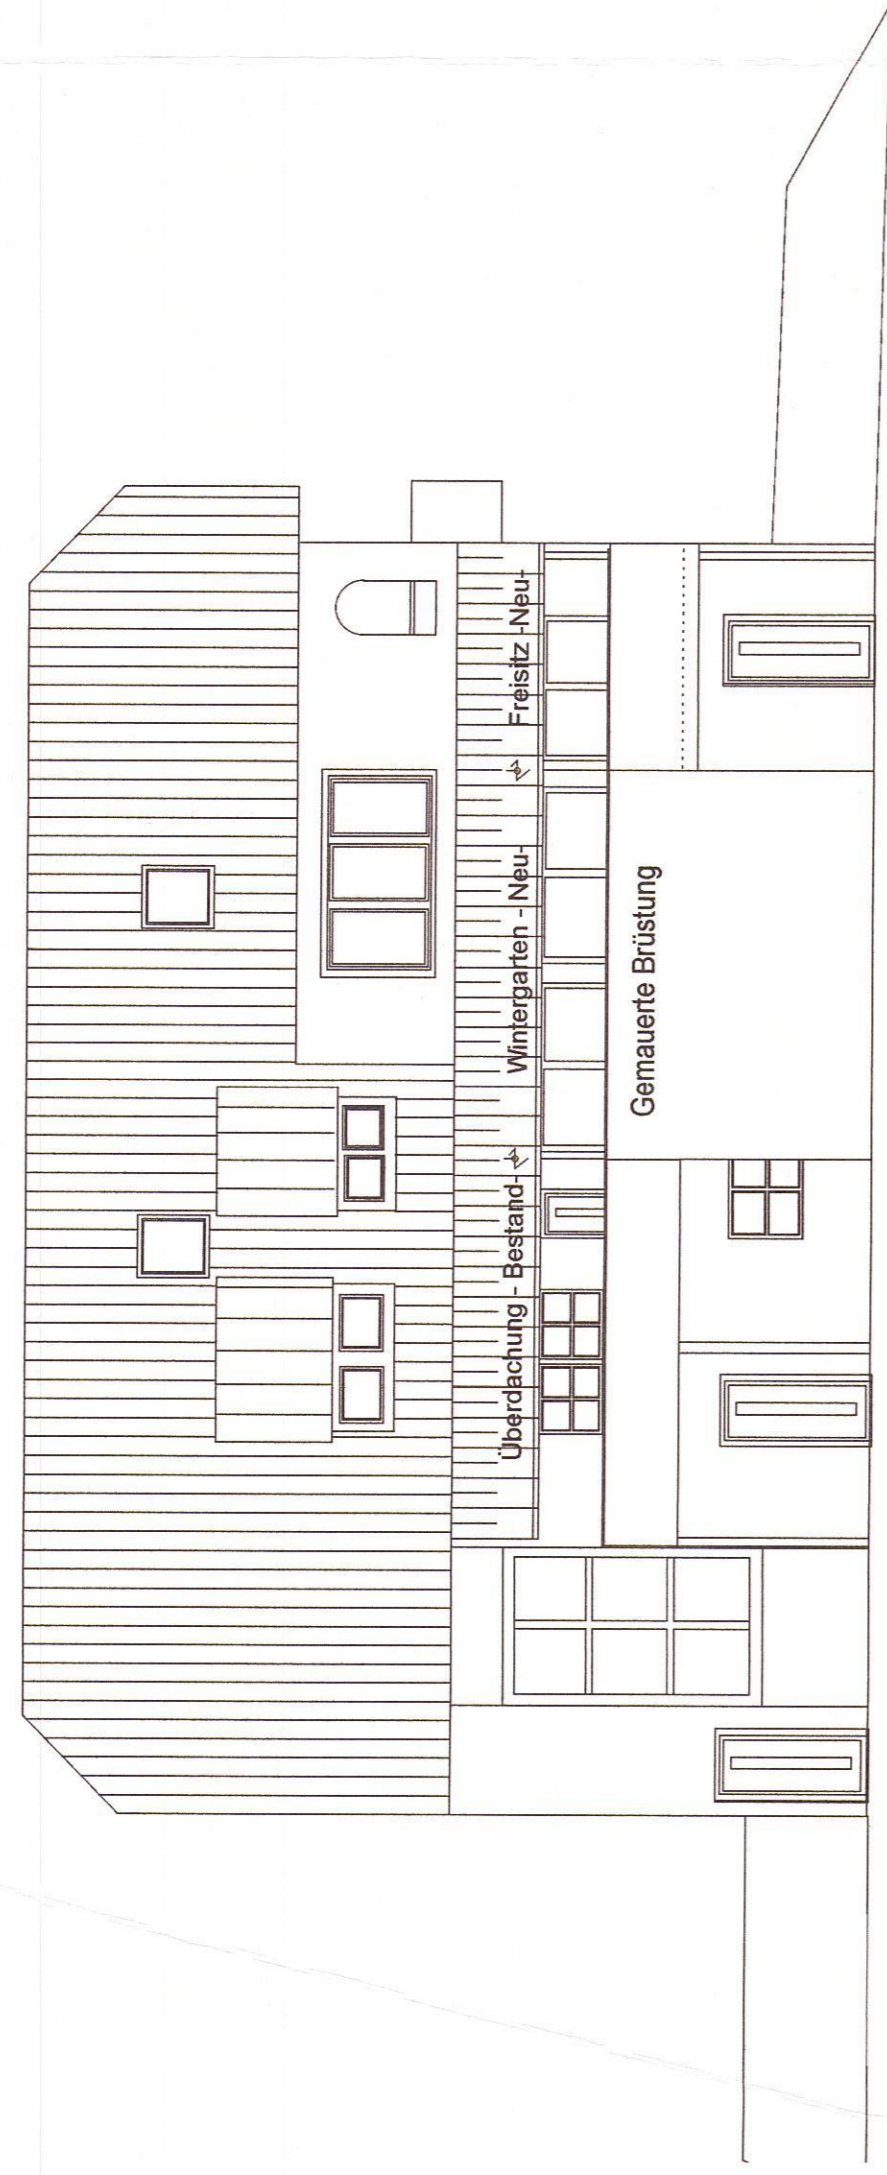 Überdachung - Bestand-
Wintergarten - Neu-
Freisitz -Neu-
Gemauerte Brüstung